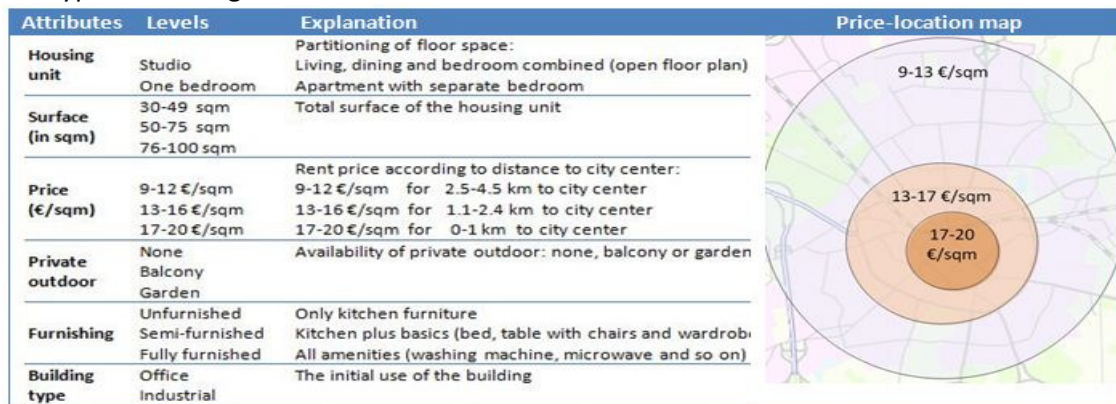 Attributes Levels Explanation Price-location map
Housing unit
Partitioning of floor space:
Studio Living, dining and bedroom combined (open floor plan)
One bedroom Apartment with separate bedroom
Surface (in sqm)
30-49 sqm Total surface of the housing unit
50-75 sqm
76-100 sqm
Price (€/sqm)
Rent price according to distance to city center:
9-12 €/sqm 9-12 €/sqm for 2.5-4.5 km to city center
13-16 €/sqm 13-16 €/sqm for 1.1-2.4 km to city center
17-20 €/sqm 17-20 €/sqm for 0-1 km to city center
Private outdoor
None Availability of private outdoor: none, balcony or garden
Balcony
Garden
Furnishing
Unfurnished Only kitchen furniture
Semi-furnished Kitchen plus basics (bed, table with chairs and wardrobe
Fully furnished All amenities (washing machine, microwave and so on)
Building type
Office The initial use of the building
Industrial
9-13 €/sqm
13-17 €/sqm
17-20
€/sqm